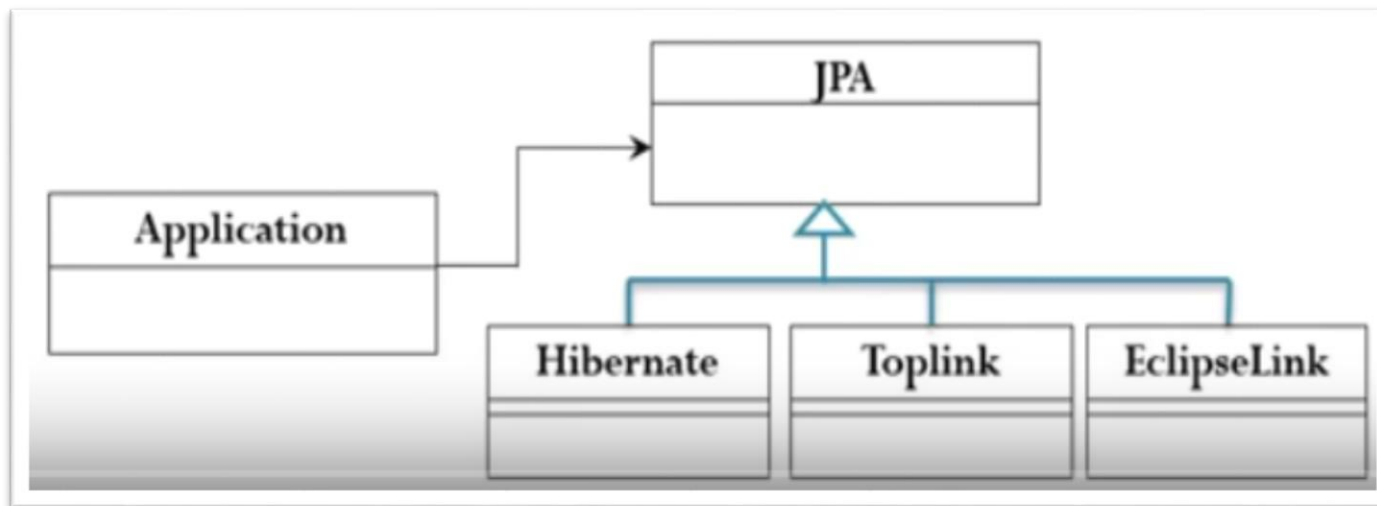 JPA
Application
Hibernate
Toplink
EclipseLink